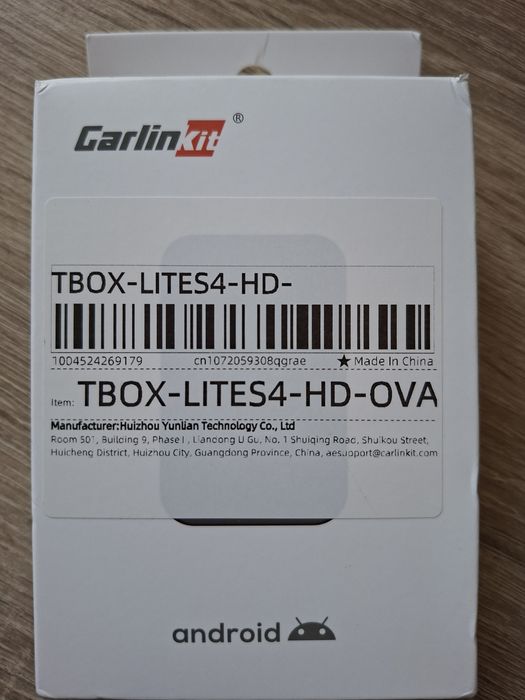 Carlinkit®
TBOX-LITES4-HD-
1004524269179 cn1072059308qgrae ★ Made In China
Item: TBOX-LITES4-HD-OVA
Manufacturer:Huizhou Yunlian Technology Co., Ltd
Room 501, Building 9, Phase I, Liandong U Gu, No. 1 Shuiqing Road, Shuikou Street,
Huicheng District, Huizhou City, Guangdong Province, China, aesupport@carlinkit.com
android